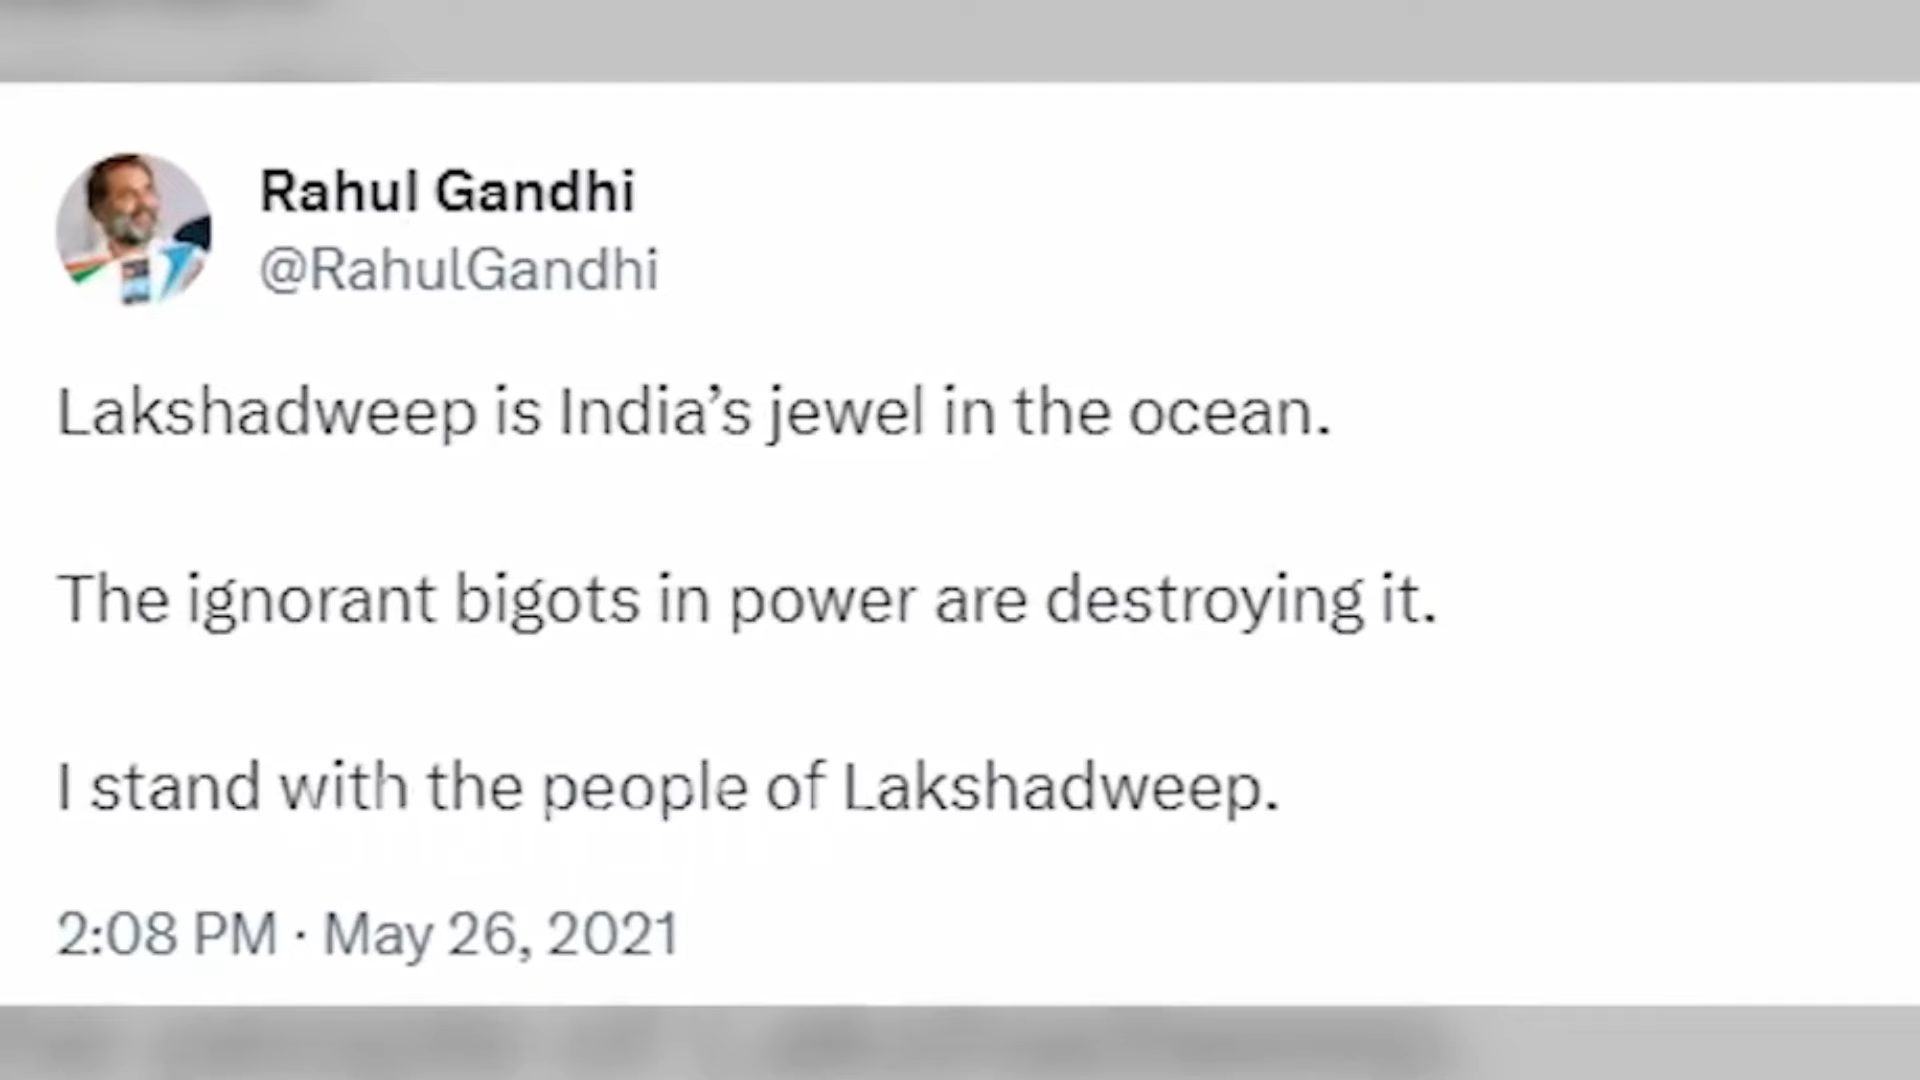 Rahul Gandhi
@RahulGandhi
Lakshadweep is India’s jewel in the ocean.
The ignorant bigots in power are destroying it.
I stand with the people of Lakshadweep.
2:08 PM · May 26, 2021